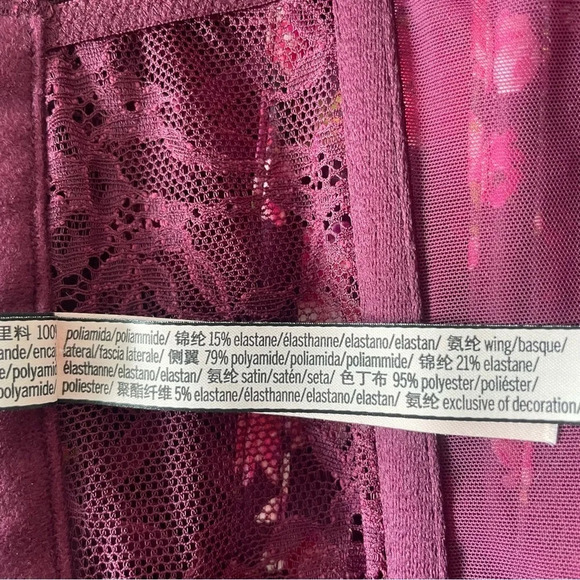 里料 100% poliamida/poliammide/ 锦纶 15% elastane/élasthanne/elastano/elastan/ 氨纶 wing/basque/
ande/enca lateral/fascia laterale/ 侧翼 79% polyamide/poliamida/poliammide/ 锦纶 21% elastane/
e/polyami élasthanne/elastano/elastan/ 氨纶 satin/satén/seta/ 色丁布 95% polyester/poliéster/
polyamide/ poliestere/ 聚酯纤维 5% elastane/élasthanne/elastano/elastan/ 氨纶 exclusive of decoration/